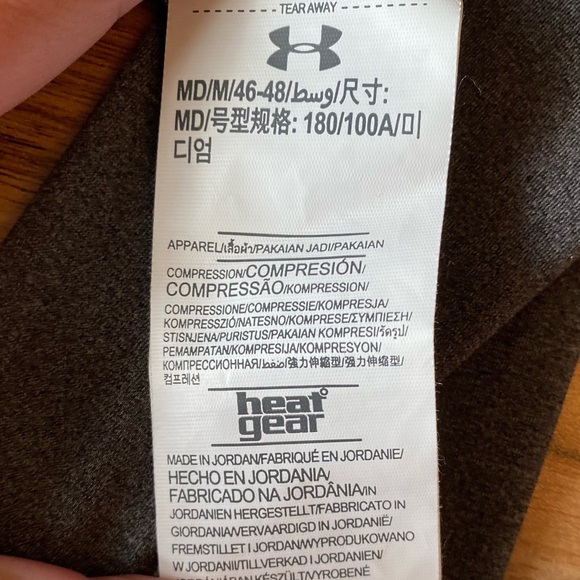 TEAR AWAY
MD/M/46-48/وسط/尺寸:
MD/号型规格: 180/100A/미
디엄
APPAREL/เสื้อผ้า/PAKAIAN JADI/PAKAIAN
COMPRESSION/COMPRESIÓN/
COMPRESSÃO/KOMPRESSION/
COMPRESSIONE/COMPRESSIE/KOMPRESJA/
KOMPRESSZIÓ/NATESNO/KOMPRESE/ΣΥΜΠΙΕΣΗ/
STISNJENA/PURISTUS/PAKAIAN KOMPRESI/รัดรูป/
PEMAMPATAN/KOMPRESIJA/KOMPRESYON/
КОМПРЕССИОННАЯ/ضغط/強力伸縮型/强力伸缩型/
컴프레션
heat
gear
MADE IN JORDAN/FABRIQUÉ EN JORDANIE/
HECHO EN JORDANIA/
FABRICADO NA JORDÂNIA/IN
JORDANIEN HERGESTELLT/FABBRICATO IN
GIORDANIA/VERVAARDIGD IN JORDANIË/
FREMSTILLET I JORDAN/WYPRODUKOWANO
W JORDANII/TILLVERKAD I JORDANIEN/
JORDÁNIÁBAN KÉSZÜLT/VYROBENÉ